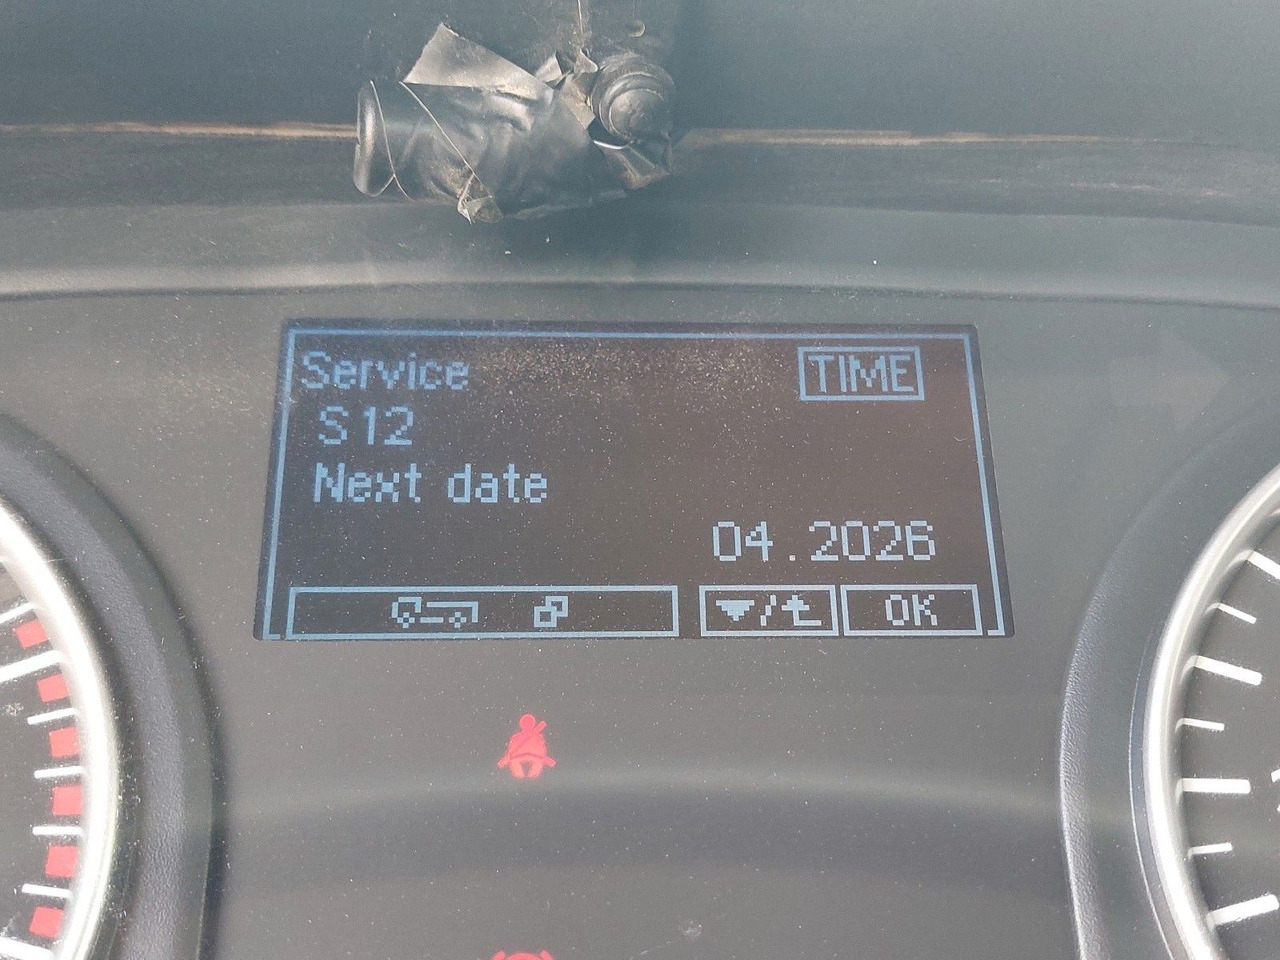 Service TIME
S12
Next date
04.2026
/ OK